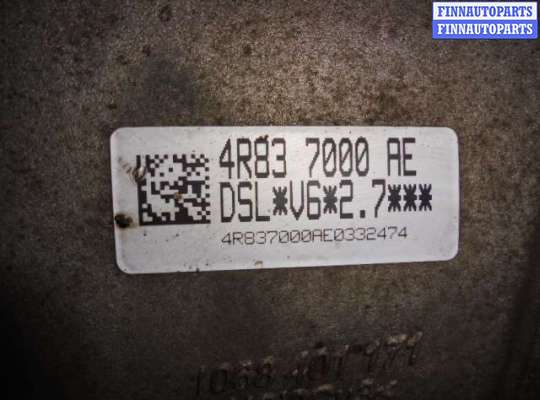 FINNAUTOPARTS
FINNAUTOPARTS
4R83 7000 AE
DSL*V6*2.7***
4R837000AE0332474